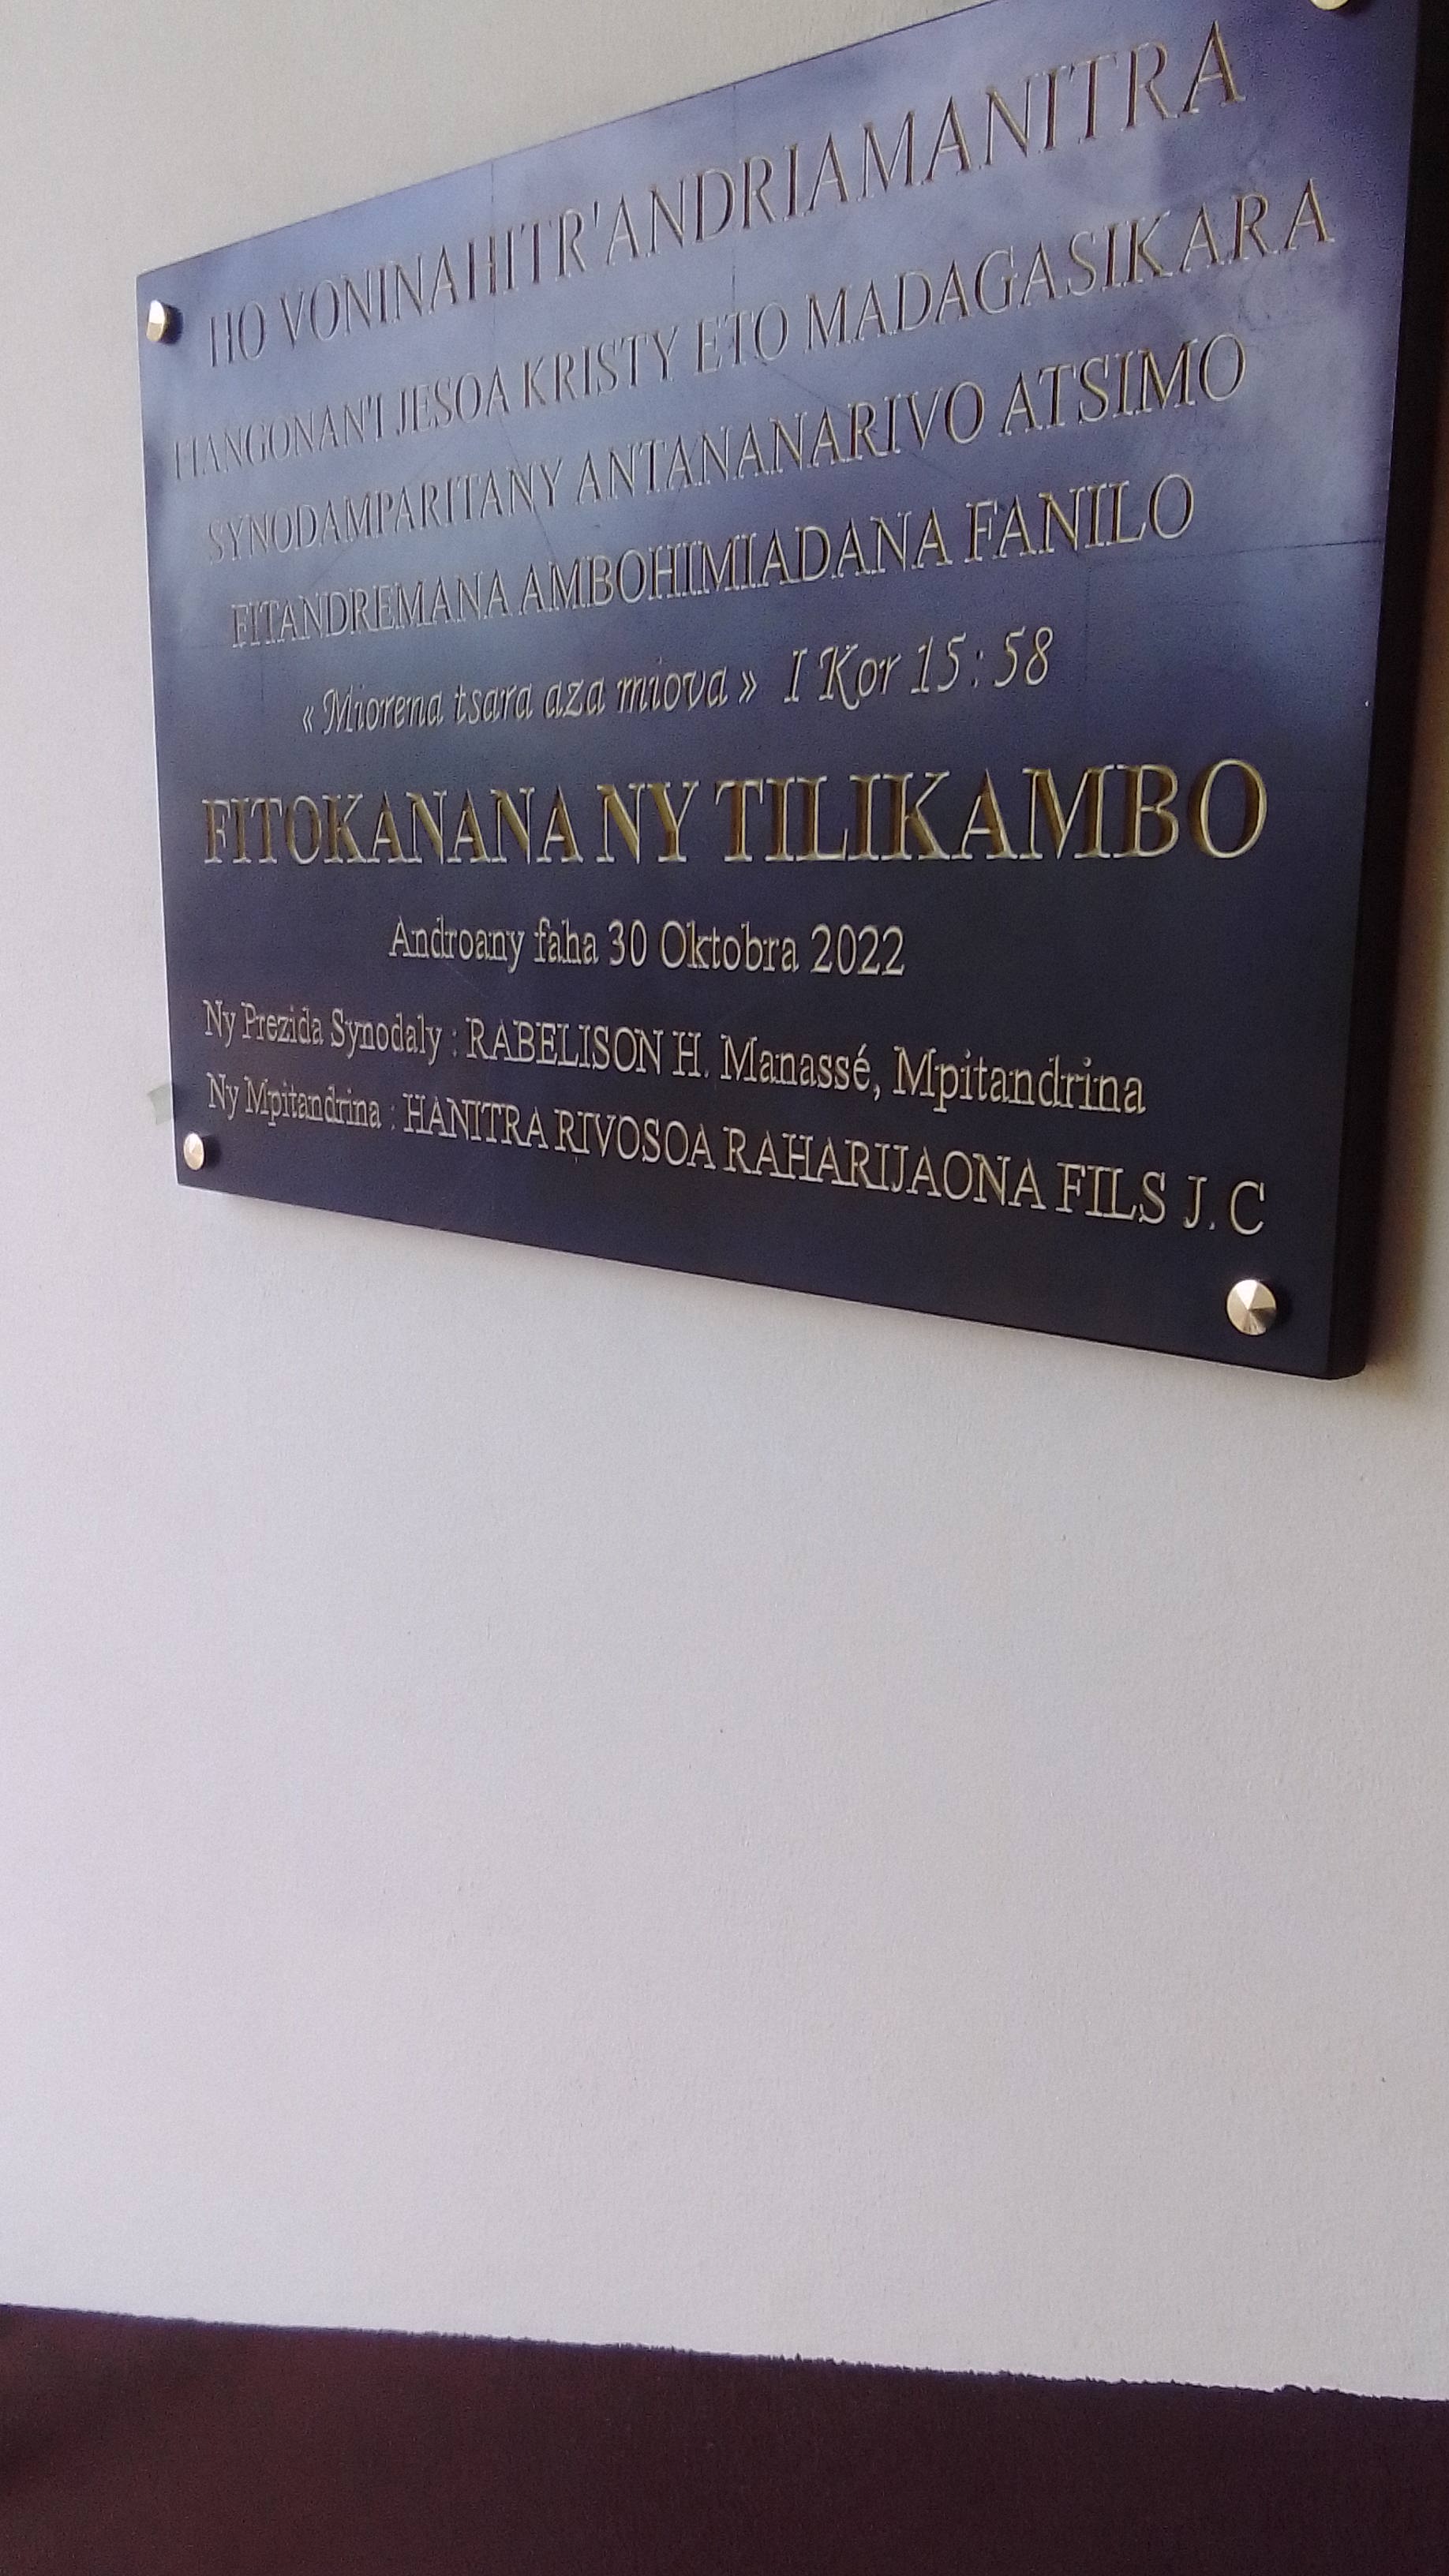 HO VONINAHITR'ANDRIAMANITRA
FIANGONAN'I JESOA KRISTY ETO MADAGASIKARA
SYNODAMPARITANY ANTANANARIVO ATSIMO
FITANDREMANA AMBOHIMIADANA FANILO
« Miorena tsara aza miova » I Kor 15 : 58
FITOKANANA NY TILIKAMBO
Androany faha 30 Oktobra 2022
Ny Prezida Synodaly : RABELISON H. Manassé, Mpitandrina
Ny Mpitandrina : HANITRA RIVOSOA RAHARIJAONA FILS J. C